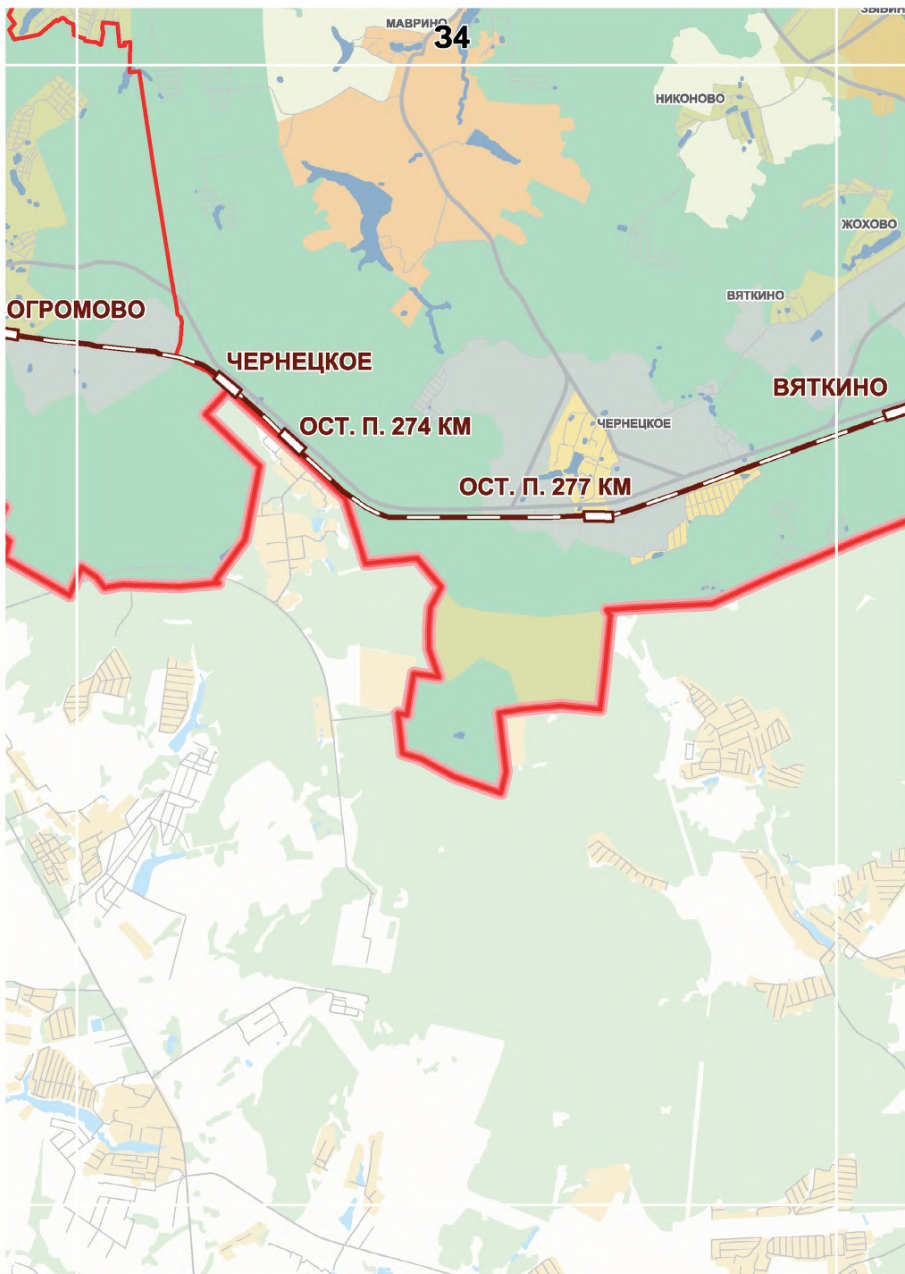 МАВРИНО
34
НИКОНОВО
ЖОХОВО
ВЯТКИНО
ОГРОМОВО
ЧЕРНЕЦКОЕ
ВЯТКИНО
ОСТ. П. 274 КМ
ЧЕРНЕЦКОЕ
ОСТ. П. 277 КМ